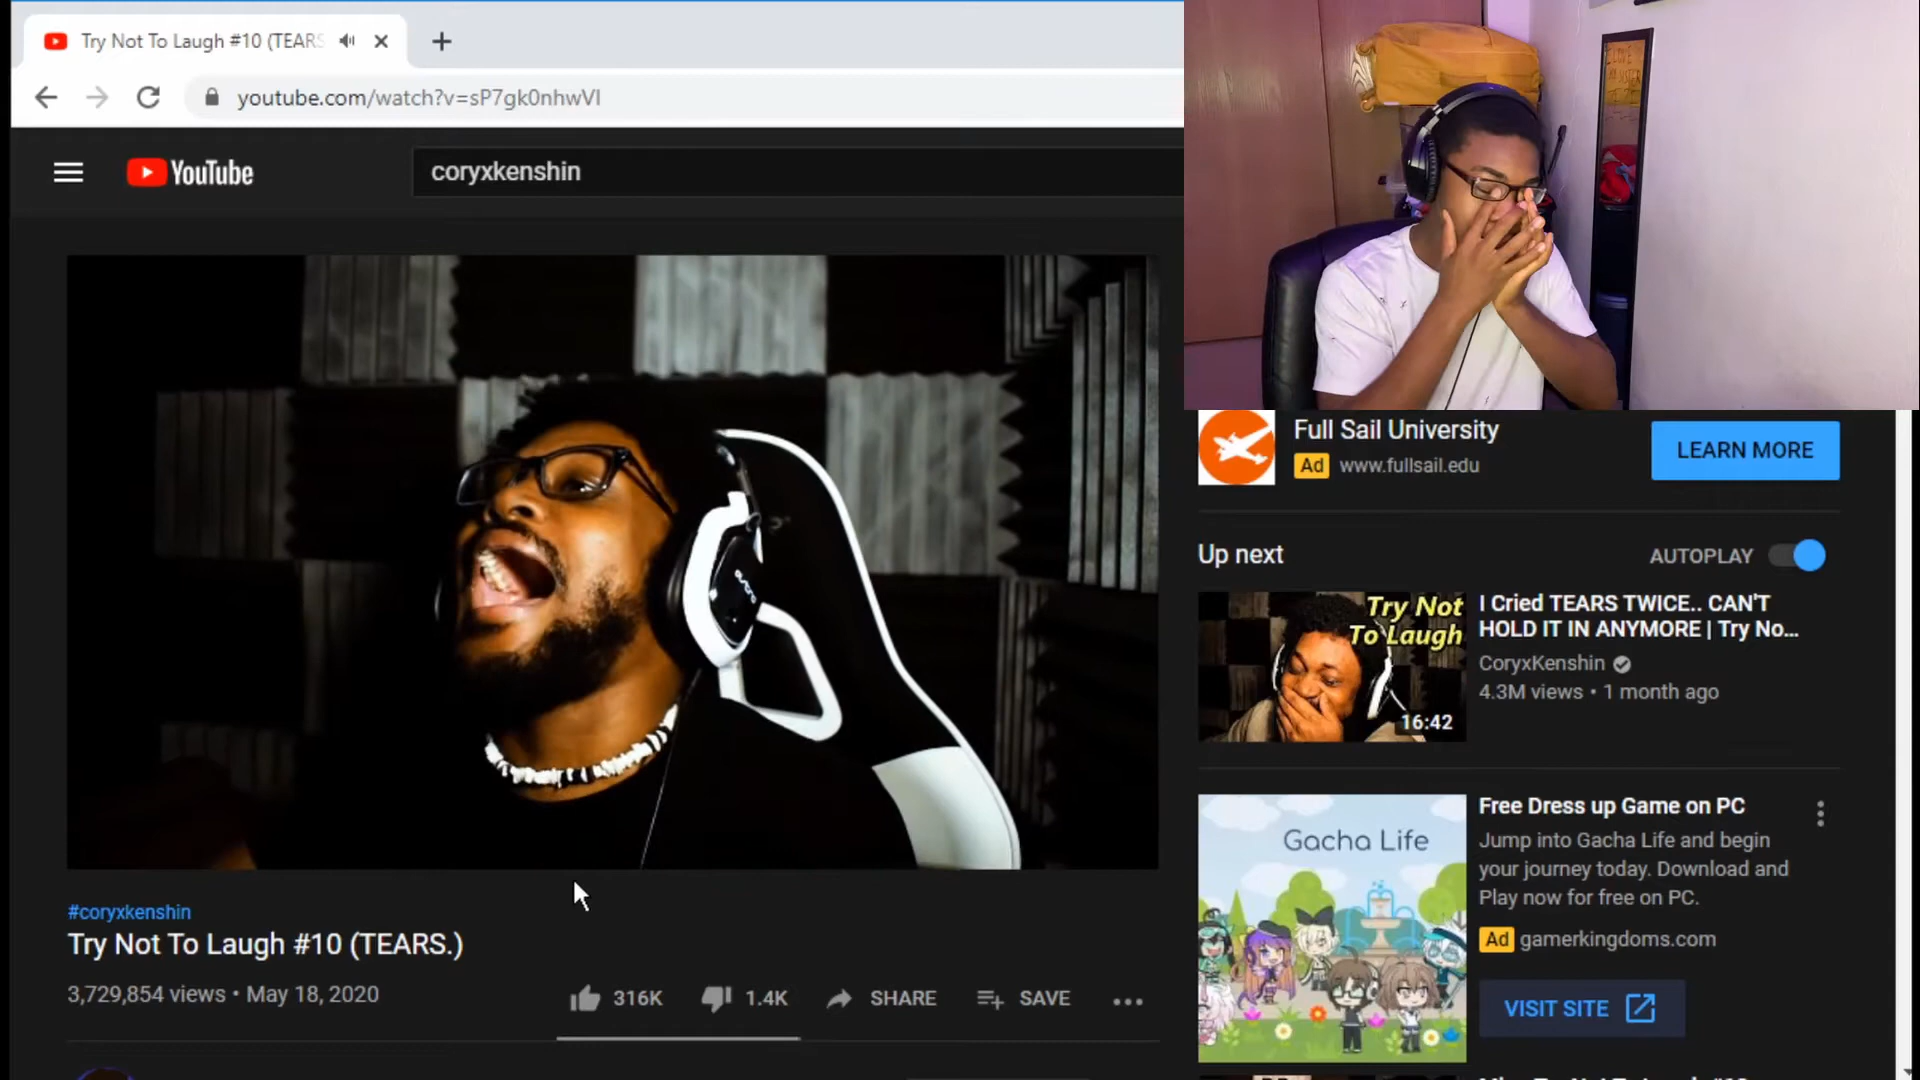 Try Not To Laugh #10 (TEARS
youtube.com/watch?v=sP7gk0nhwVI
YouTube
coryxkenshin
Full Sail University
Ad www.fullsail.edu
LEARN MORE
Up next
AUTOPLAY
Try Not
To Laugh
16:42
I Cried TEARS TWICE.. CAN'T
HOLD IT IN ANYMORE | Try No...
CoryxKenshin
4.3M views • 1 month ago
Gacha Life
Free Dress up Game on PC
Jump into Gacha Life and begin
your journey today. Download and
Play now for free on PC.
Ad gamerkingdoms.com
VISIT SITE
#coryxkenshin
Try Not To Laugh #10 (TEARS.)
3,729,854 views • May 18, 2020
316K
1.4K
SHARE
SAVE